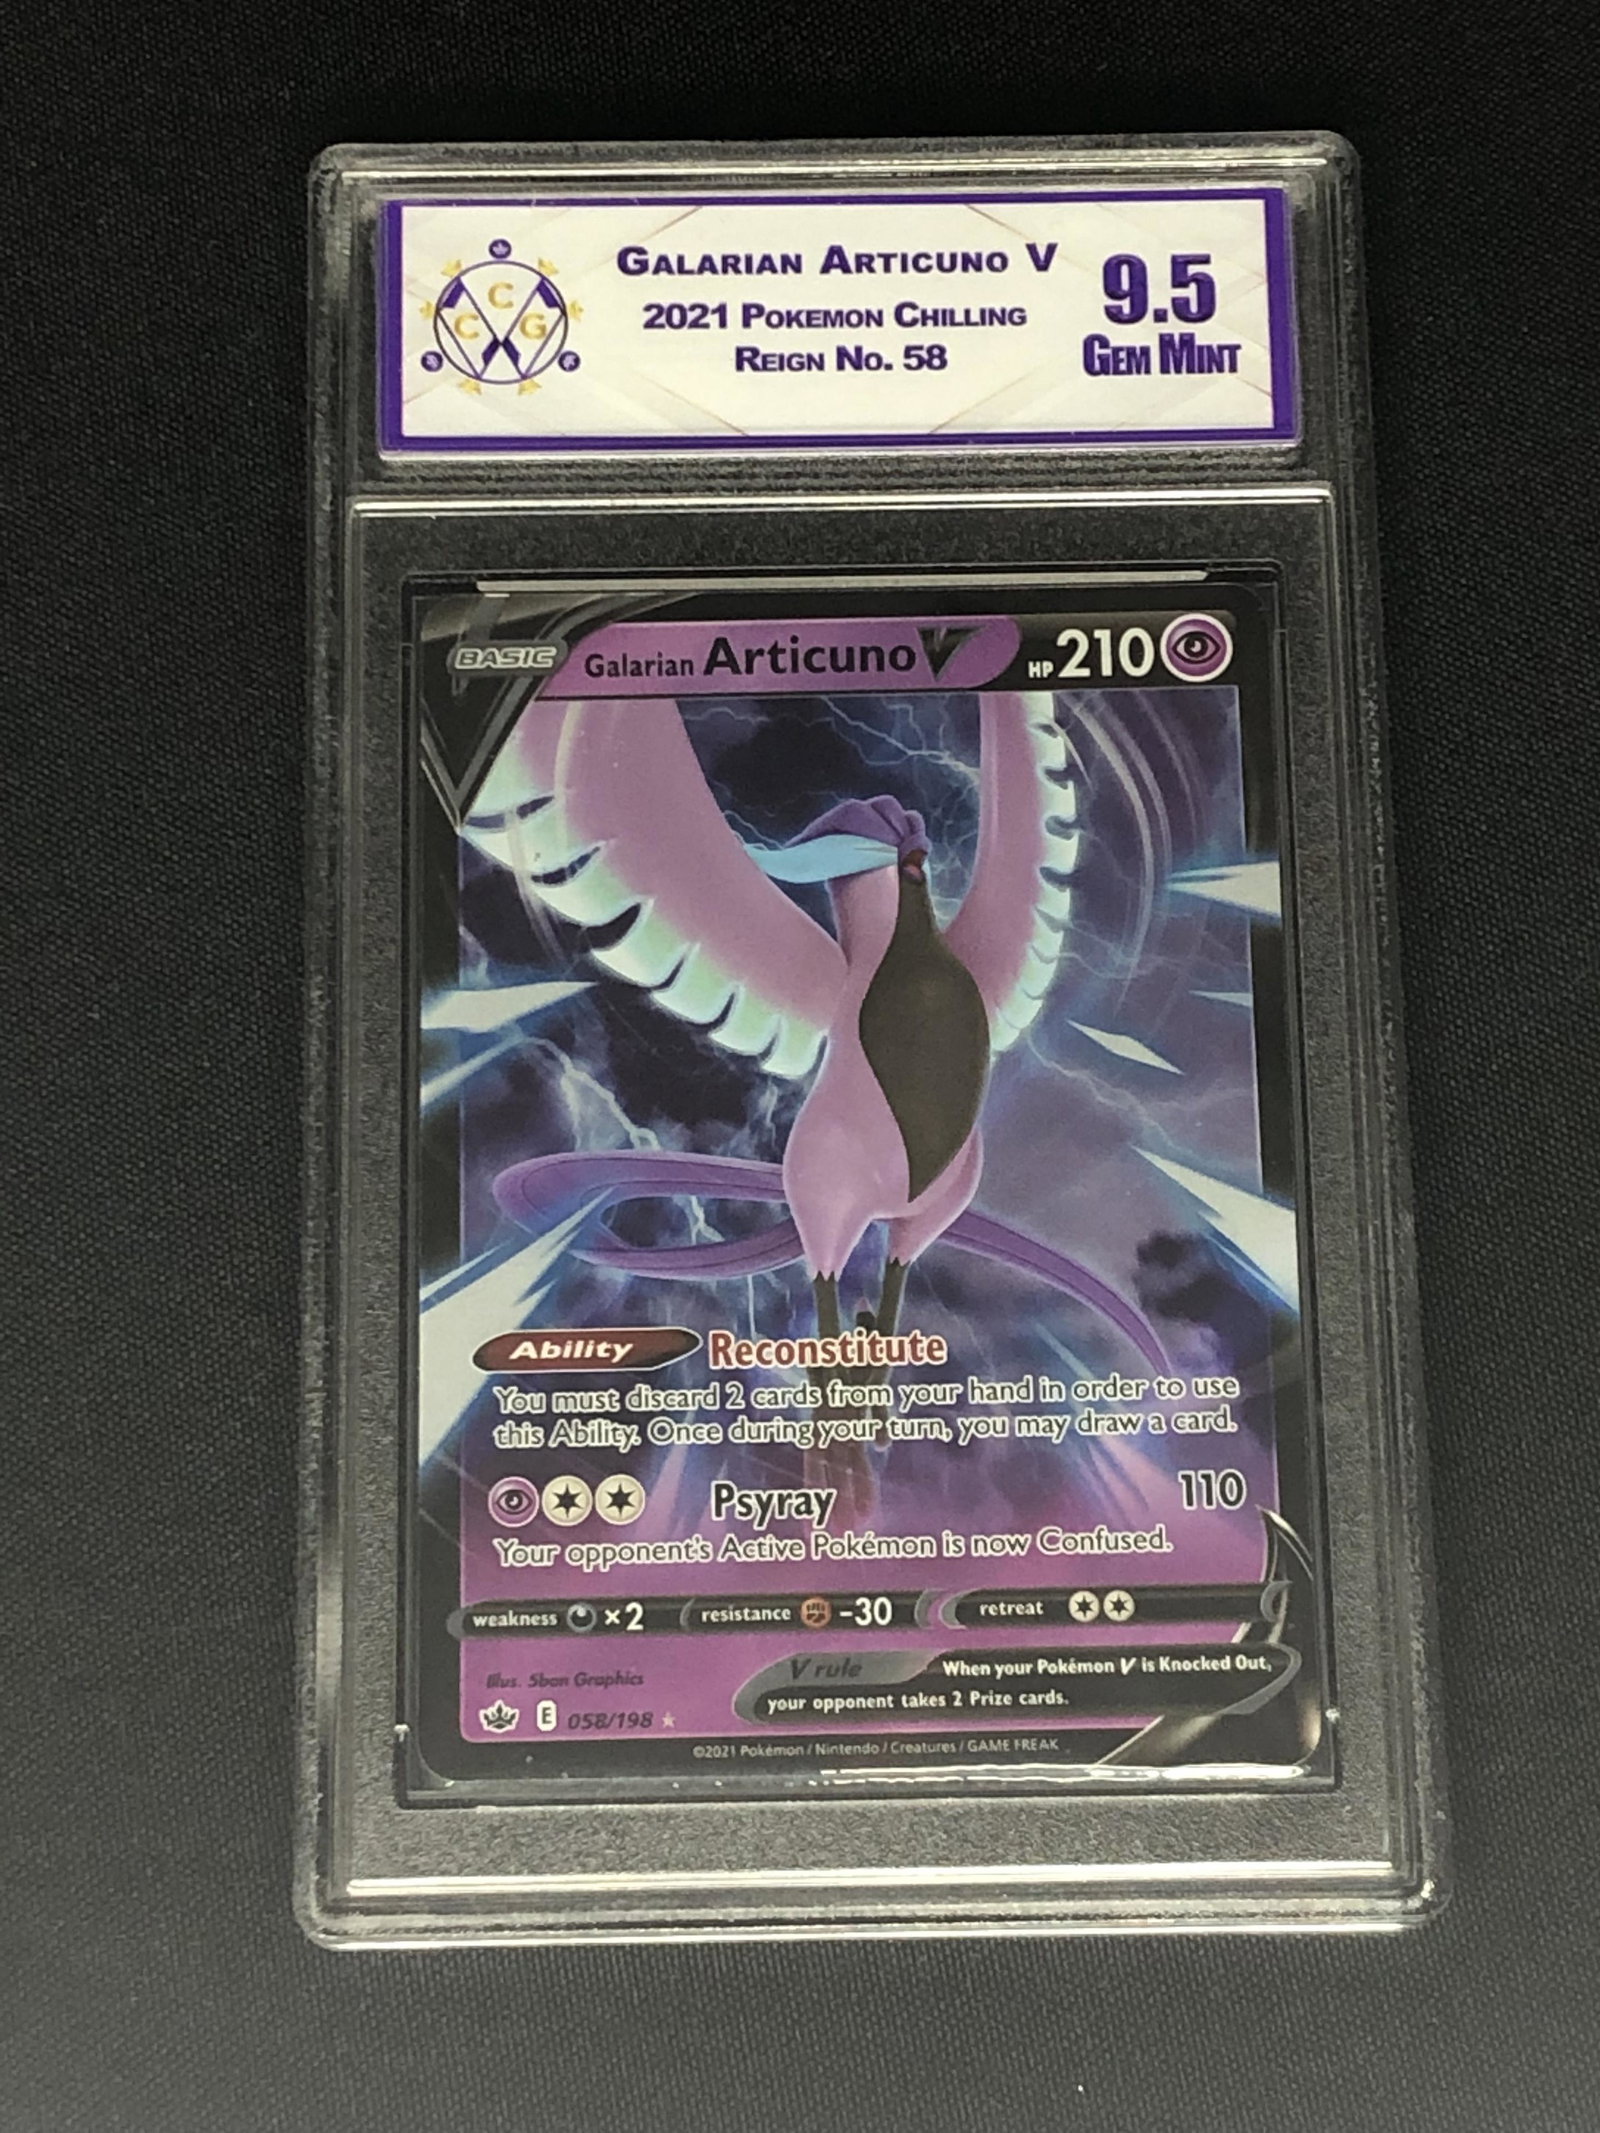 C
C G
GALARIAN ARTICUNO V
2021 POKEMON CHILLING
REIGN NO. 58
9.5
GEM MINT
BASIC
Galarian Articuno V
HP 210
Ability
Reconstitute
You must discard 2 cards from your hand in order to use
this Ability. Once during your turn, you may draw a card.
Psyray 110
Your opponent's Active Pokémon is now Confused.
weakness ×2 resistance -30 retreat
V rule When your Pokémon V is Knocked Out,
your opponent takes 2 Prize cards.
Illus. 5ban Graphics
E 058/198
©2021 Pokémon / Nintendo / Creatures / GAME FREAK